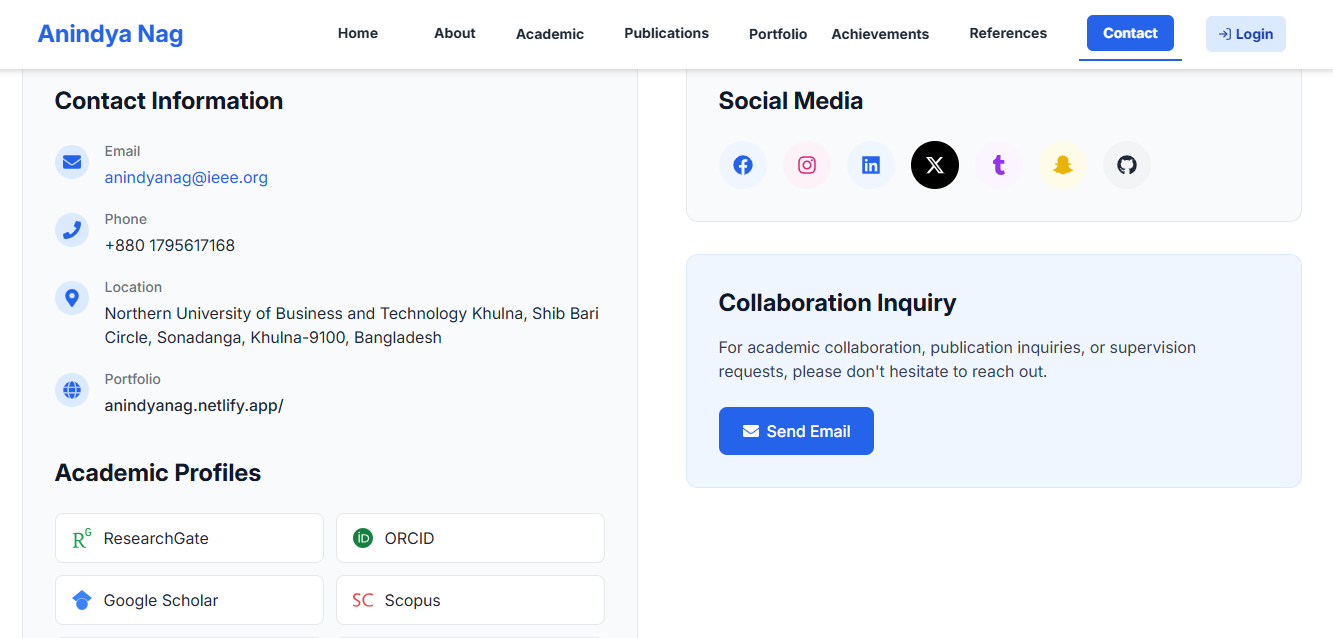 Anindya Nag
Home
About
Academic
Publications
Portfolio
Achievements
References
Contact
Login
Contact Information
Email
anindyanag@ieee.org
Phone
+880 1795617168
Location
Northern University of Business and Technology Khulna, Shib Bari
Circle, Sonadanga, Khulna-9100, Bangladesh
Portfolio
anindyanag.netlify.app/
Academic Profiles
RG ResearchGate
iD ORCID
Google Scholar
SC Scopus
Social Media
Collaboration Inquiry
For academic collaboration, publication inquiries, or supervision
requests, please don't hesitate to reach out.
Send Email